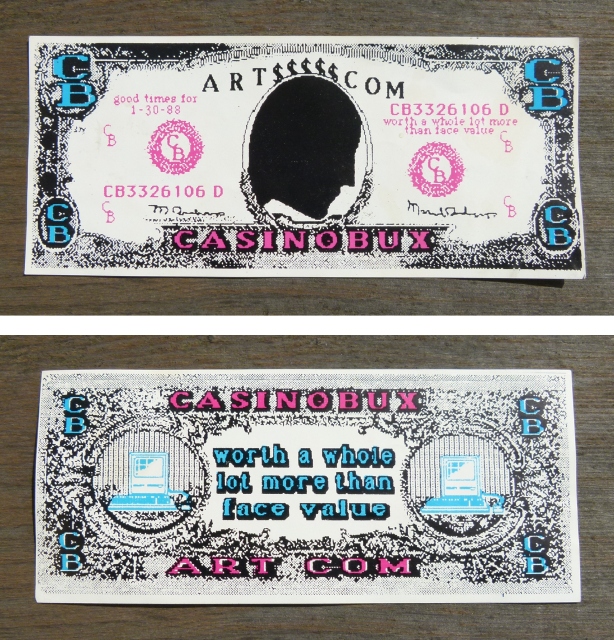 CB
CB
ART$$$$$COM
good times for
1-30-88
CB3326106 D
worth a whole lot more
than face value
CB
CB
CB
CB
CB3326106 D
CB
CB
CB
CB
CASINOBUX
CASINOBUX
CB
CB
worth a whole
lot more than
face value
CB
CB
ART COM